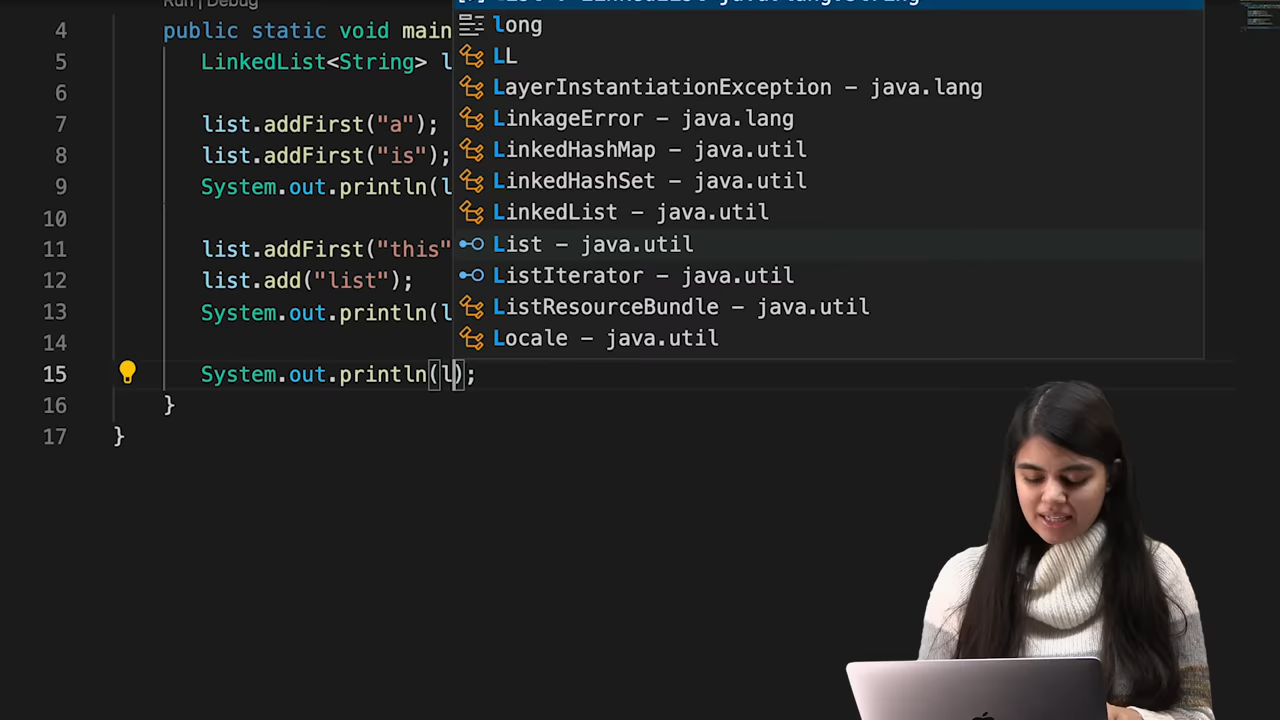 Run | Debug
4 public static void main
5 LinkedList<String> l
6
7 list.addFirst("a");
8 list.addFirst("is");
9 System.out.println(l
10
11 list.addFirst("this"
12 list.add("list");
13 System.out.println(l
14
15 System.out.println(l);
16 }
17 }
long
LL
LayerInstantiationException – java.lang
LinkageError – java.lang
LinkedHashMap – java.util
LinkedHashSet – java.util
LinkedList – java.util
List – java.util
ListIterator – java.util
ListResourceBundle – java.util
Locale – java.util